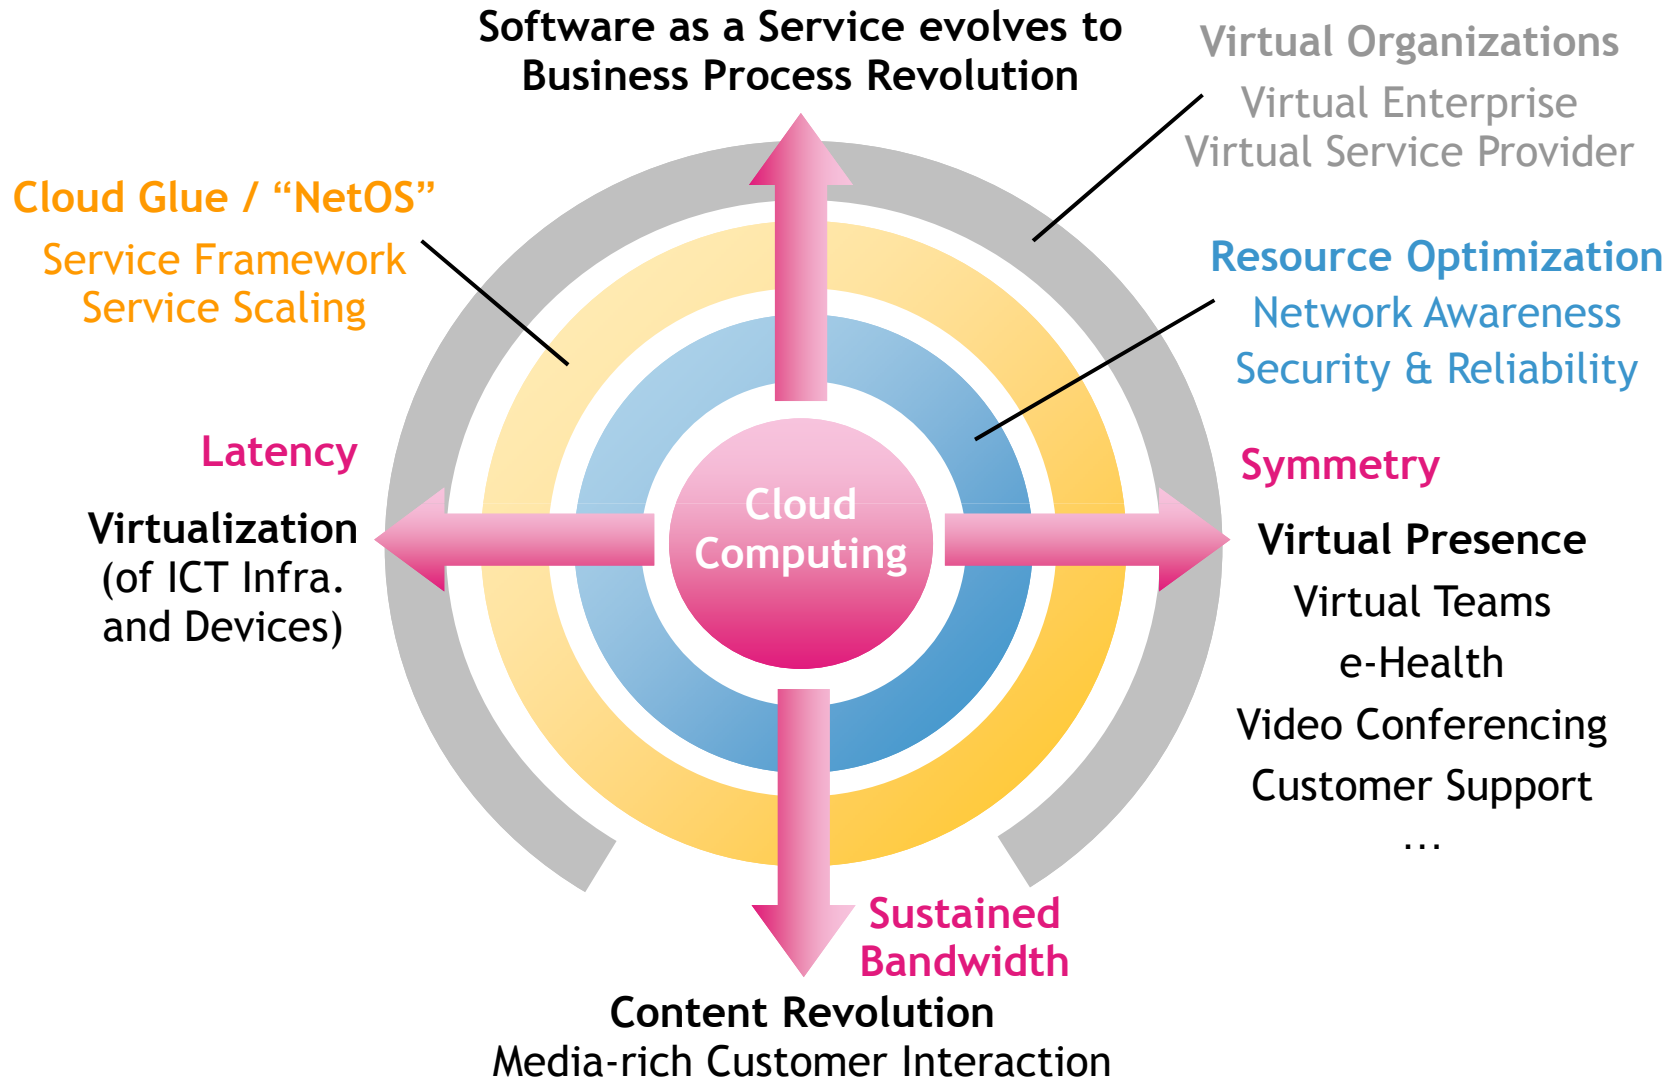 Software as a Service evolves to
Business Process Revolution
Virtual Organizations
Virtual Enterprise
Virtual Service Provider
Cloud Glue / “NetOS”
Service Framework
Service Scaling
Resource Optimization
Network Awareness
Security & Reliability
Latency
Virtualization
(of ICT Infra.
and Devices)
Cloud
Computing
Symmetry
Virtual Presence
Virtual Teams
e-Health
Video Conferencing
Customer Support
...
Sustained
Bandwidth
Content Revolution
Media-rich Customer Interaction